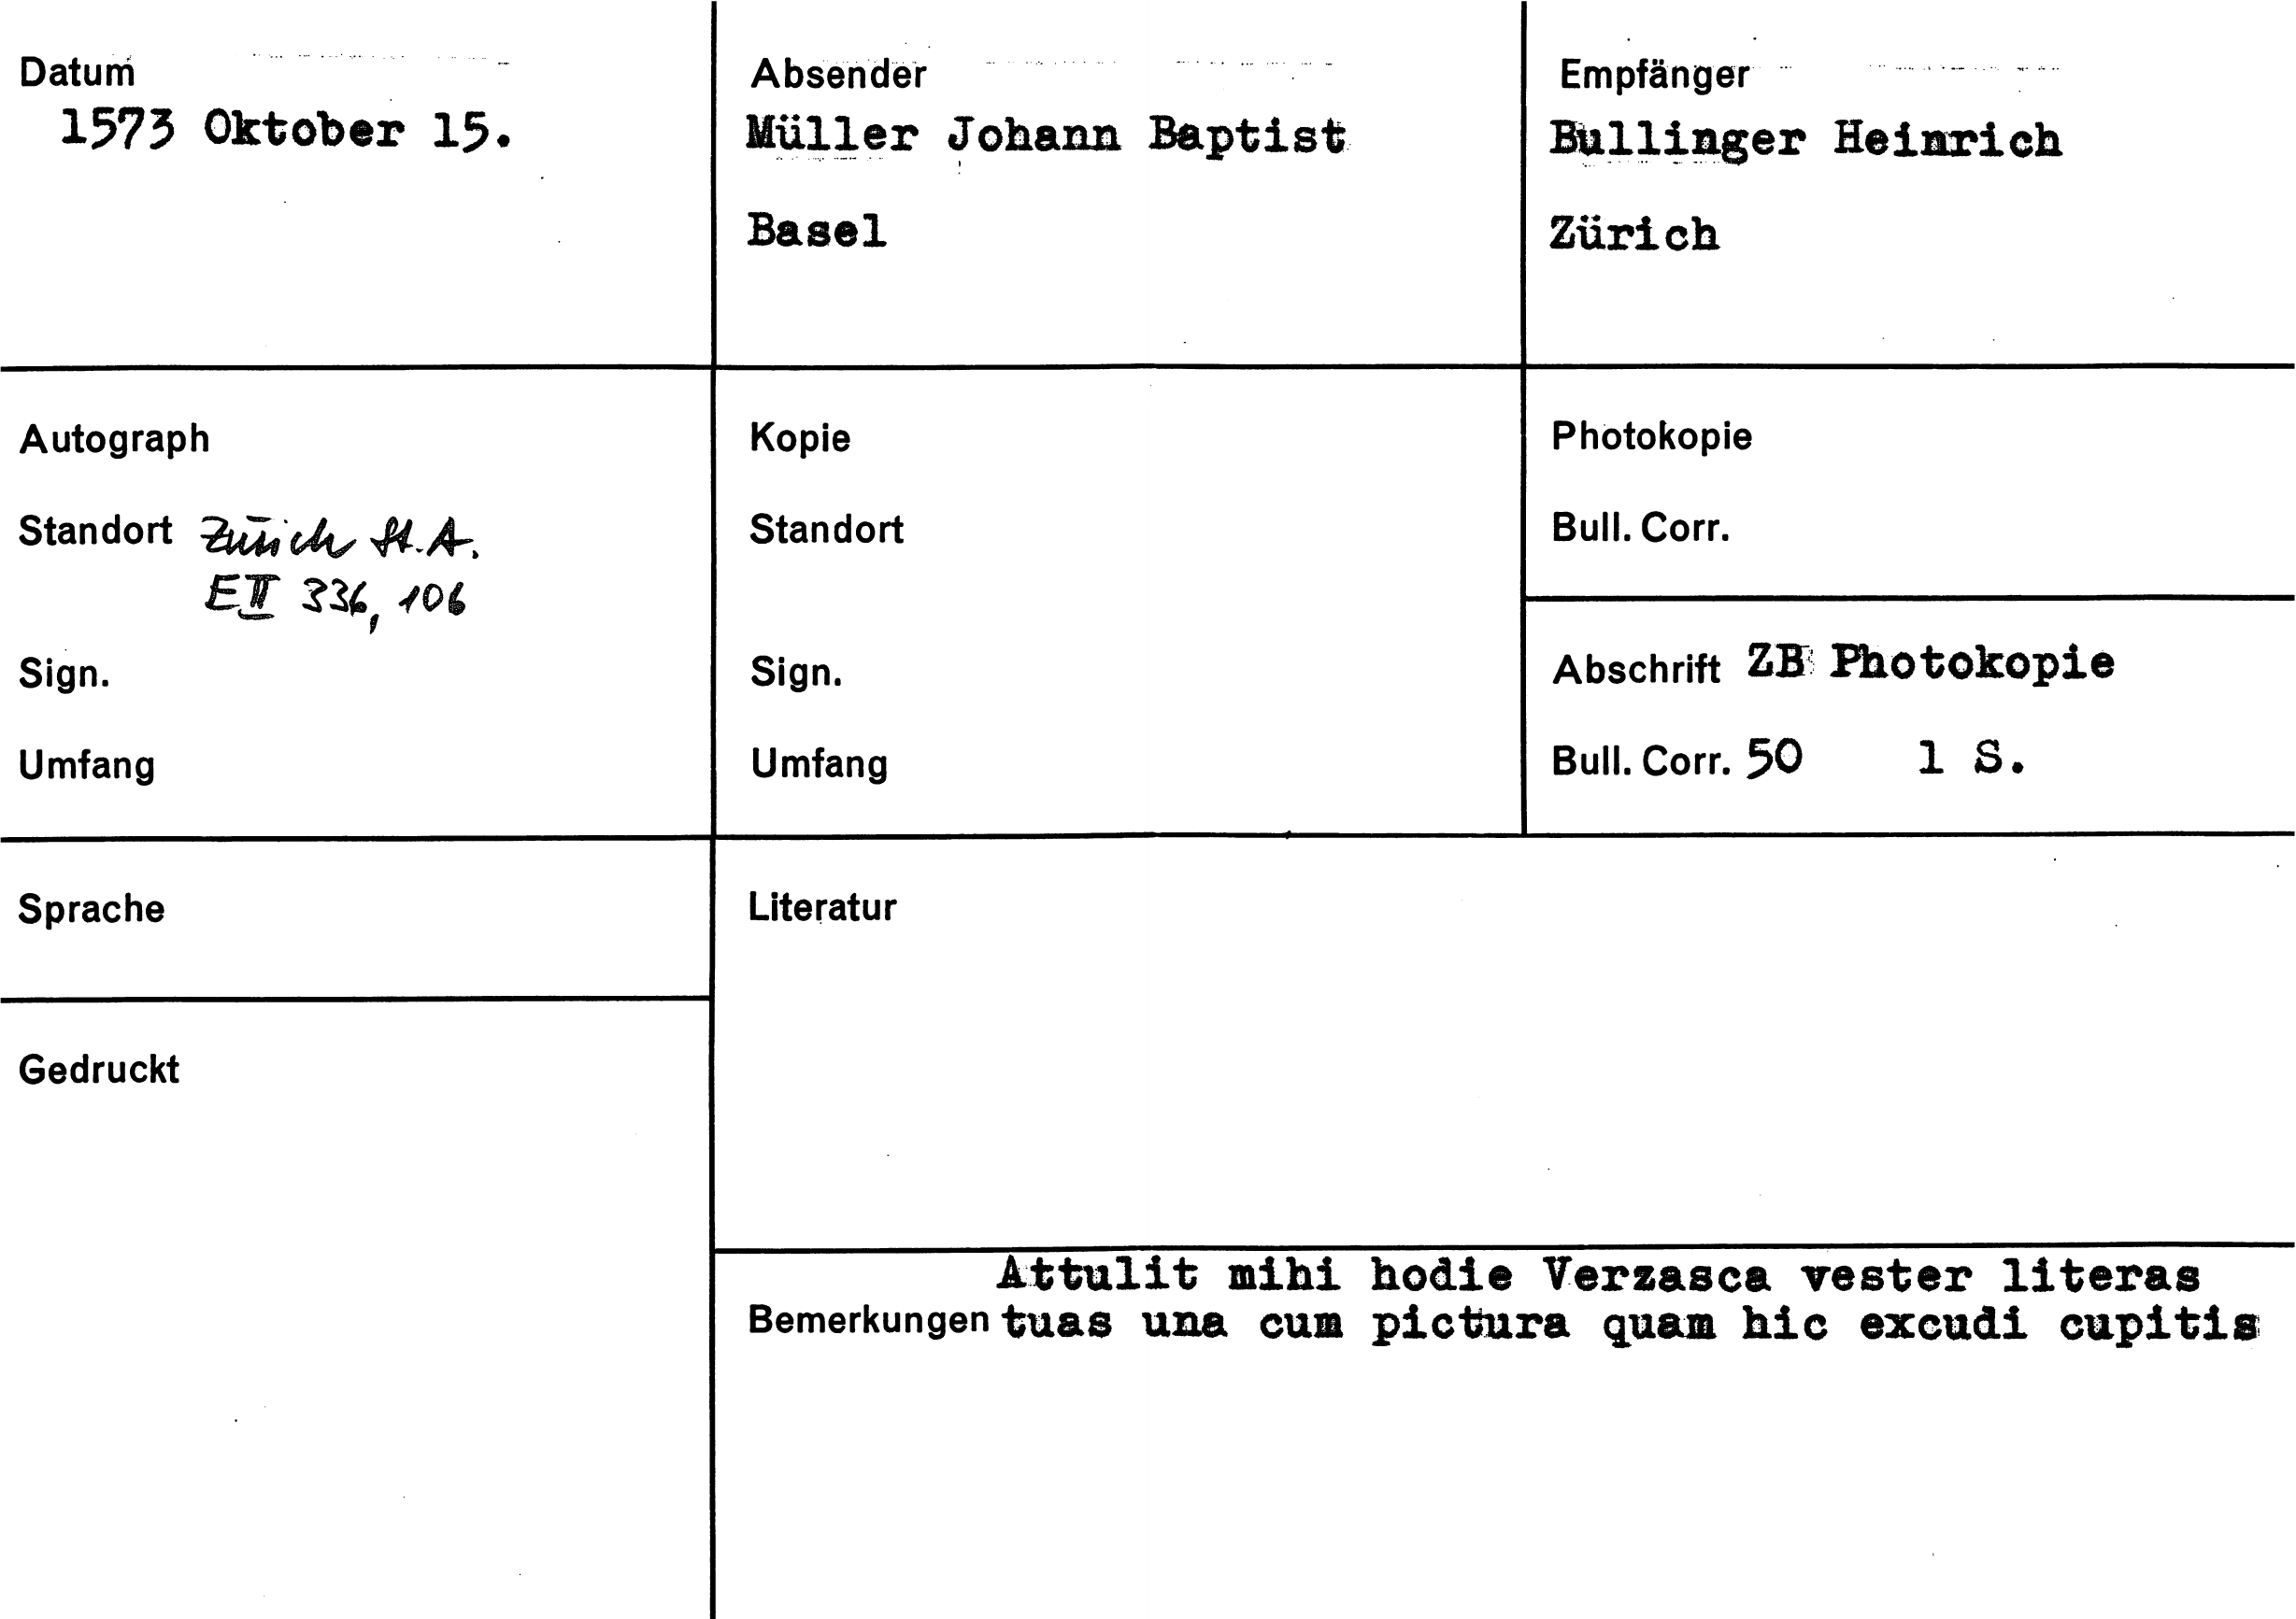 Datum
1573 Oktober 15.
Absender
Müller Johann Baptist
Basel
Empfänger
Bullinger Heinrich
Zürich
Autograph
Standort Zürich St. A.
E II 336, 106
Sign.
Umfang
Kopie
Standort
Sign.
Umfang
Photokopie
Bull. Corr.
Abschrift ZB Photokopie
Bull. Corr. 50 1 S.
Sprache
Gedruckt
Literatur
Attulit mihi hodie Verzasca vester literas
Bemerkungen tuas una cum pictura quam hic excudi cupitis